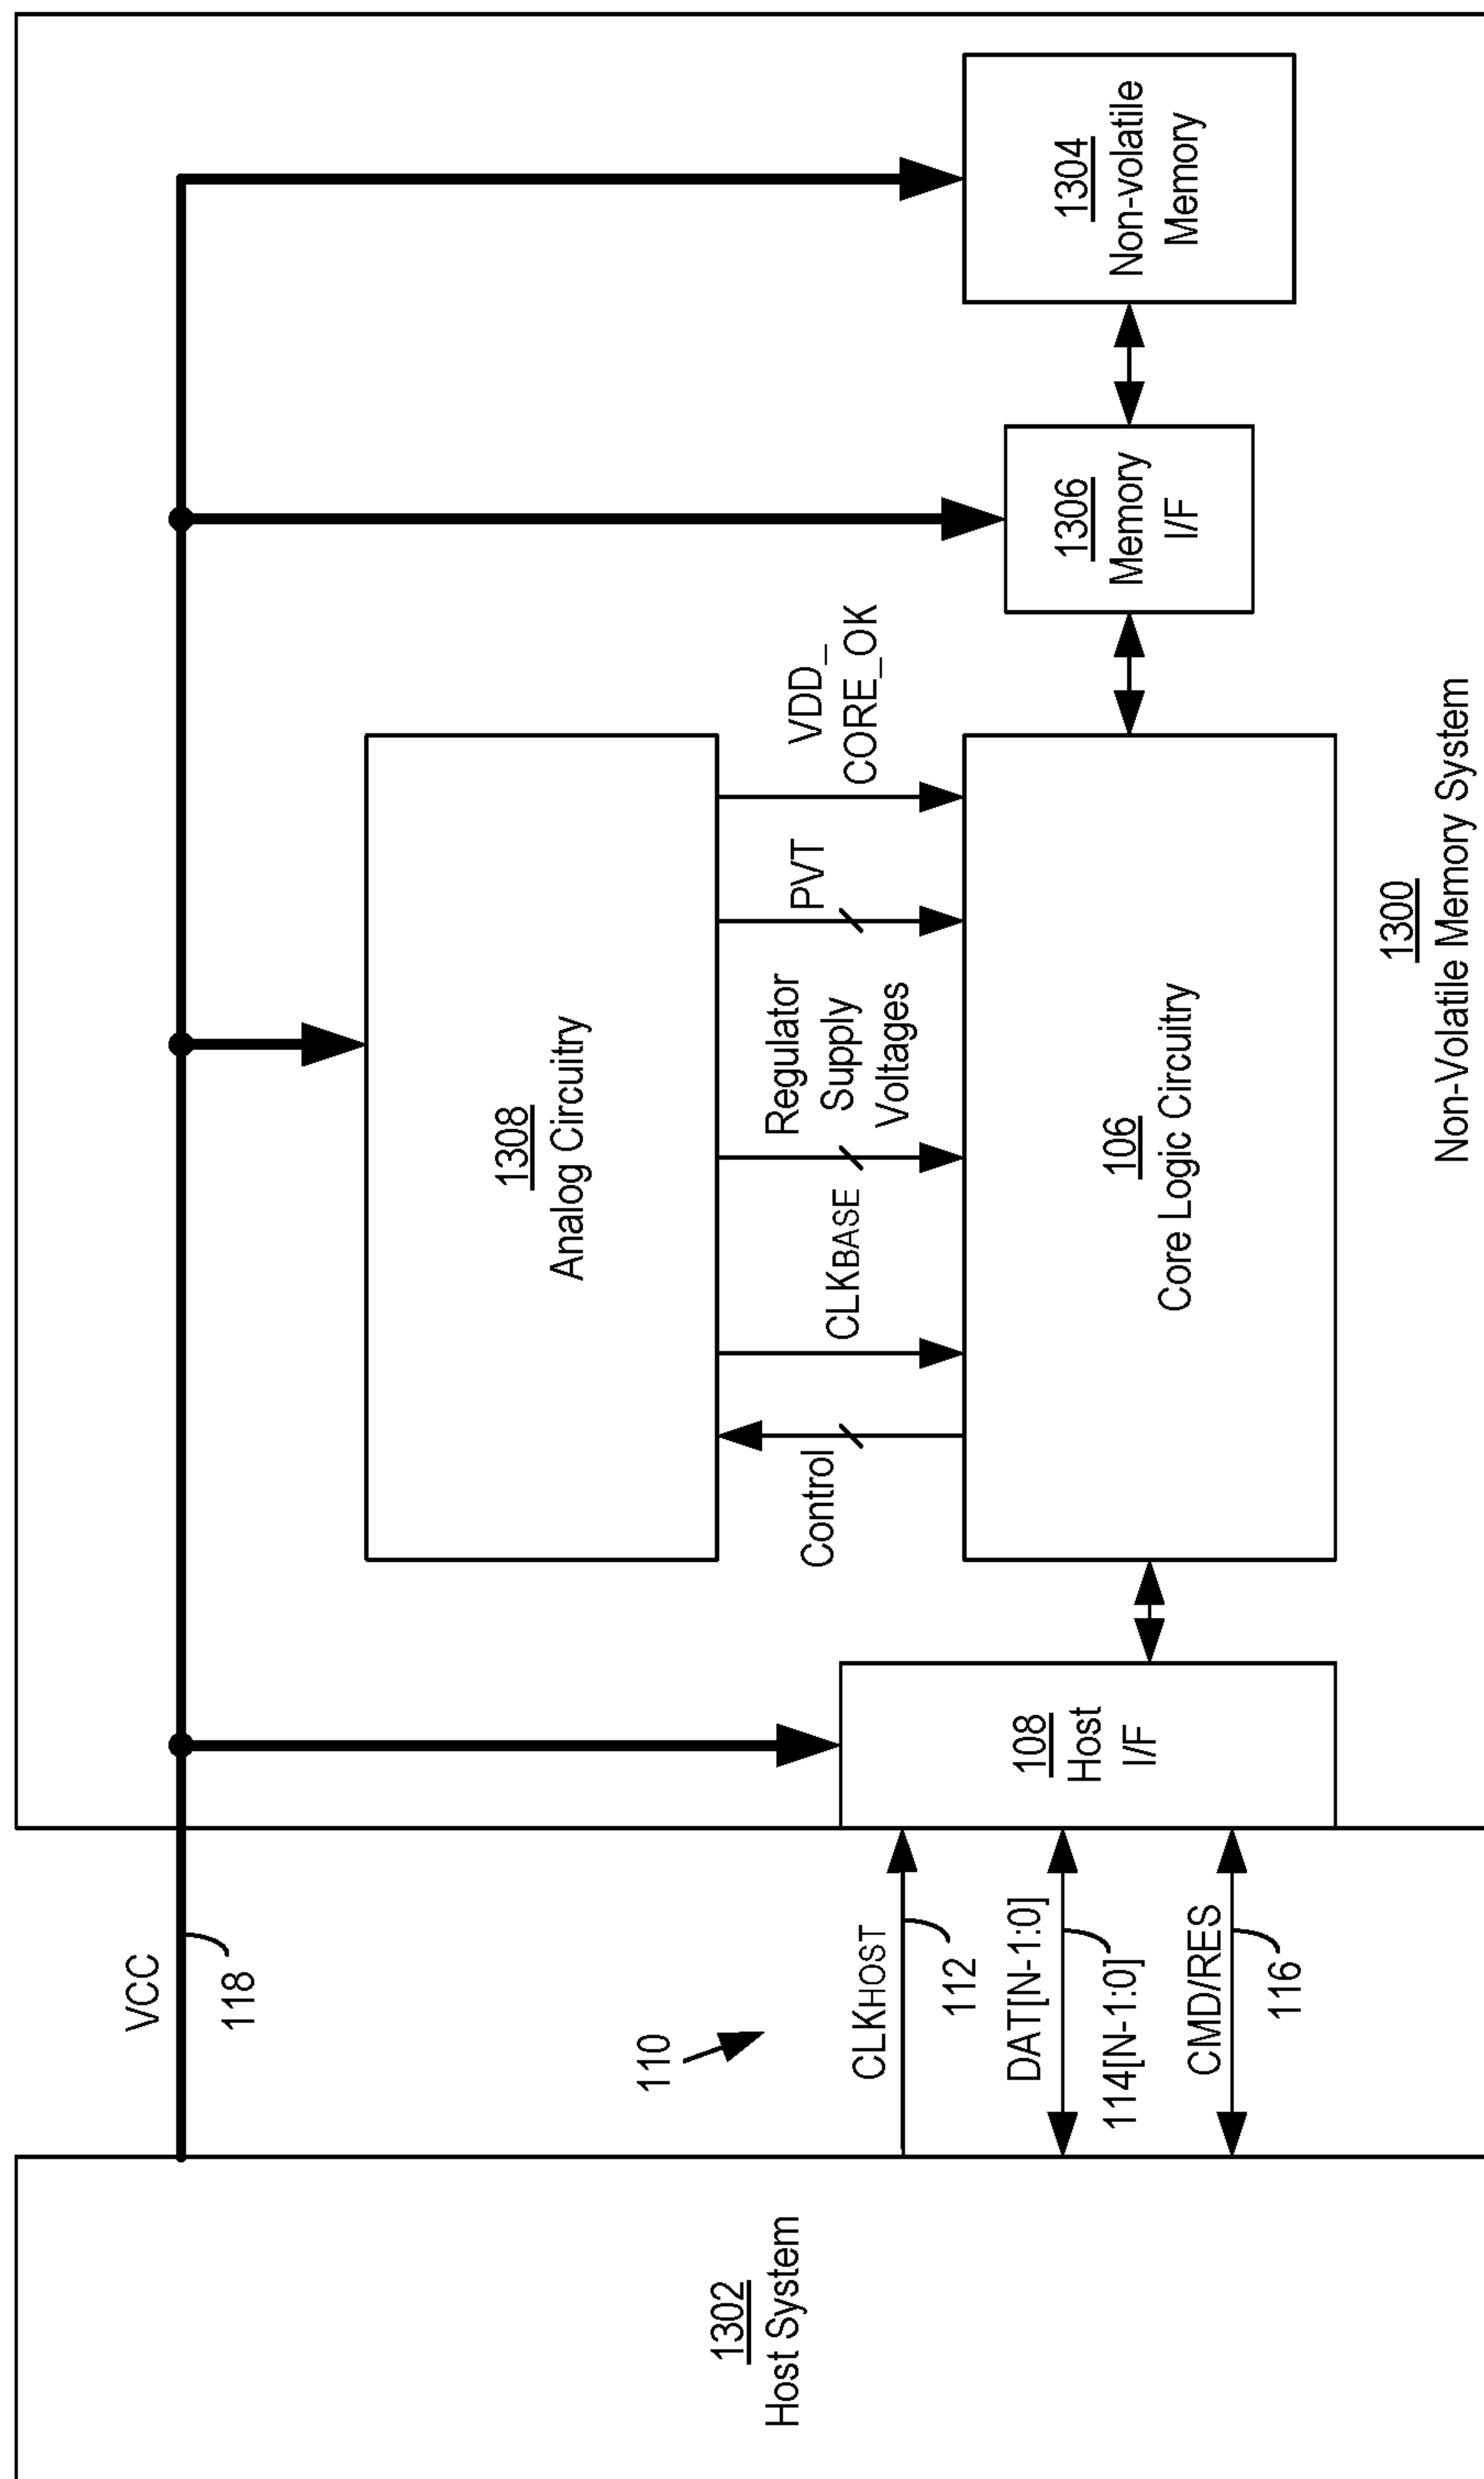 VCC
118
1302
Host System
110
CLKHOST
112
DAT[N-1:0]
114[N-1:0]
CMD/RES
116
108
Host
I/F
1308
Analog Circuitry
Control
CLKBASE
Regulator
Supply
Voltages
PVT
VDD_
CORE_OK
106
Core Logic Circuitry
1306
Memory
I/F
1304
Non-volatile
Memory
1300
Non-Volatile Memory System